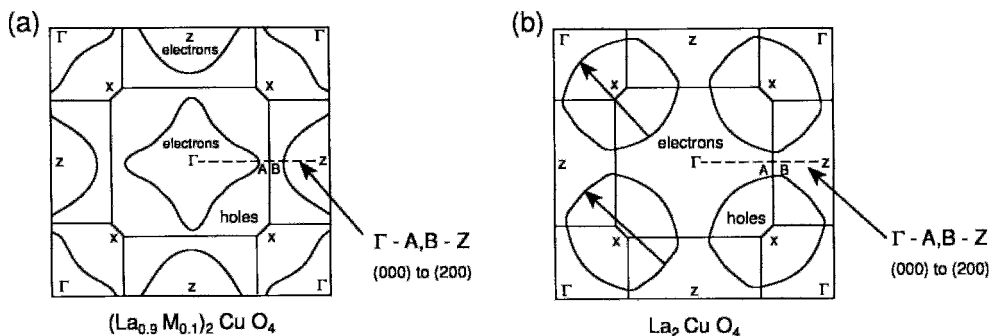 (a)
Γ Z Γ
electrons
X X
electrons
Z Γ A B Z
holes
X X
Γ Z Γ
Γ - A,B - Z
(000) to (200)
(La0.9 M0.1)2 Cu O4
(b)
Γ Z Γ
X X
electrons
Z Γ A B Z
holes
X X
Γ Z Γ
Γ - A,B - Z
(000) to (200)
La2 Cu O4